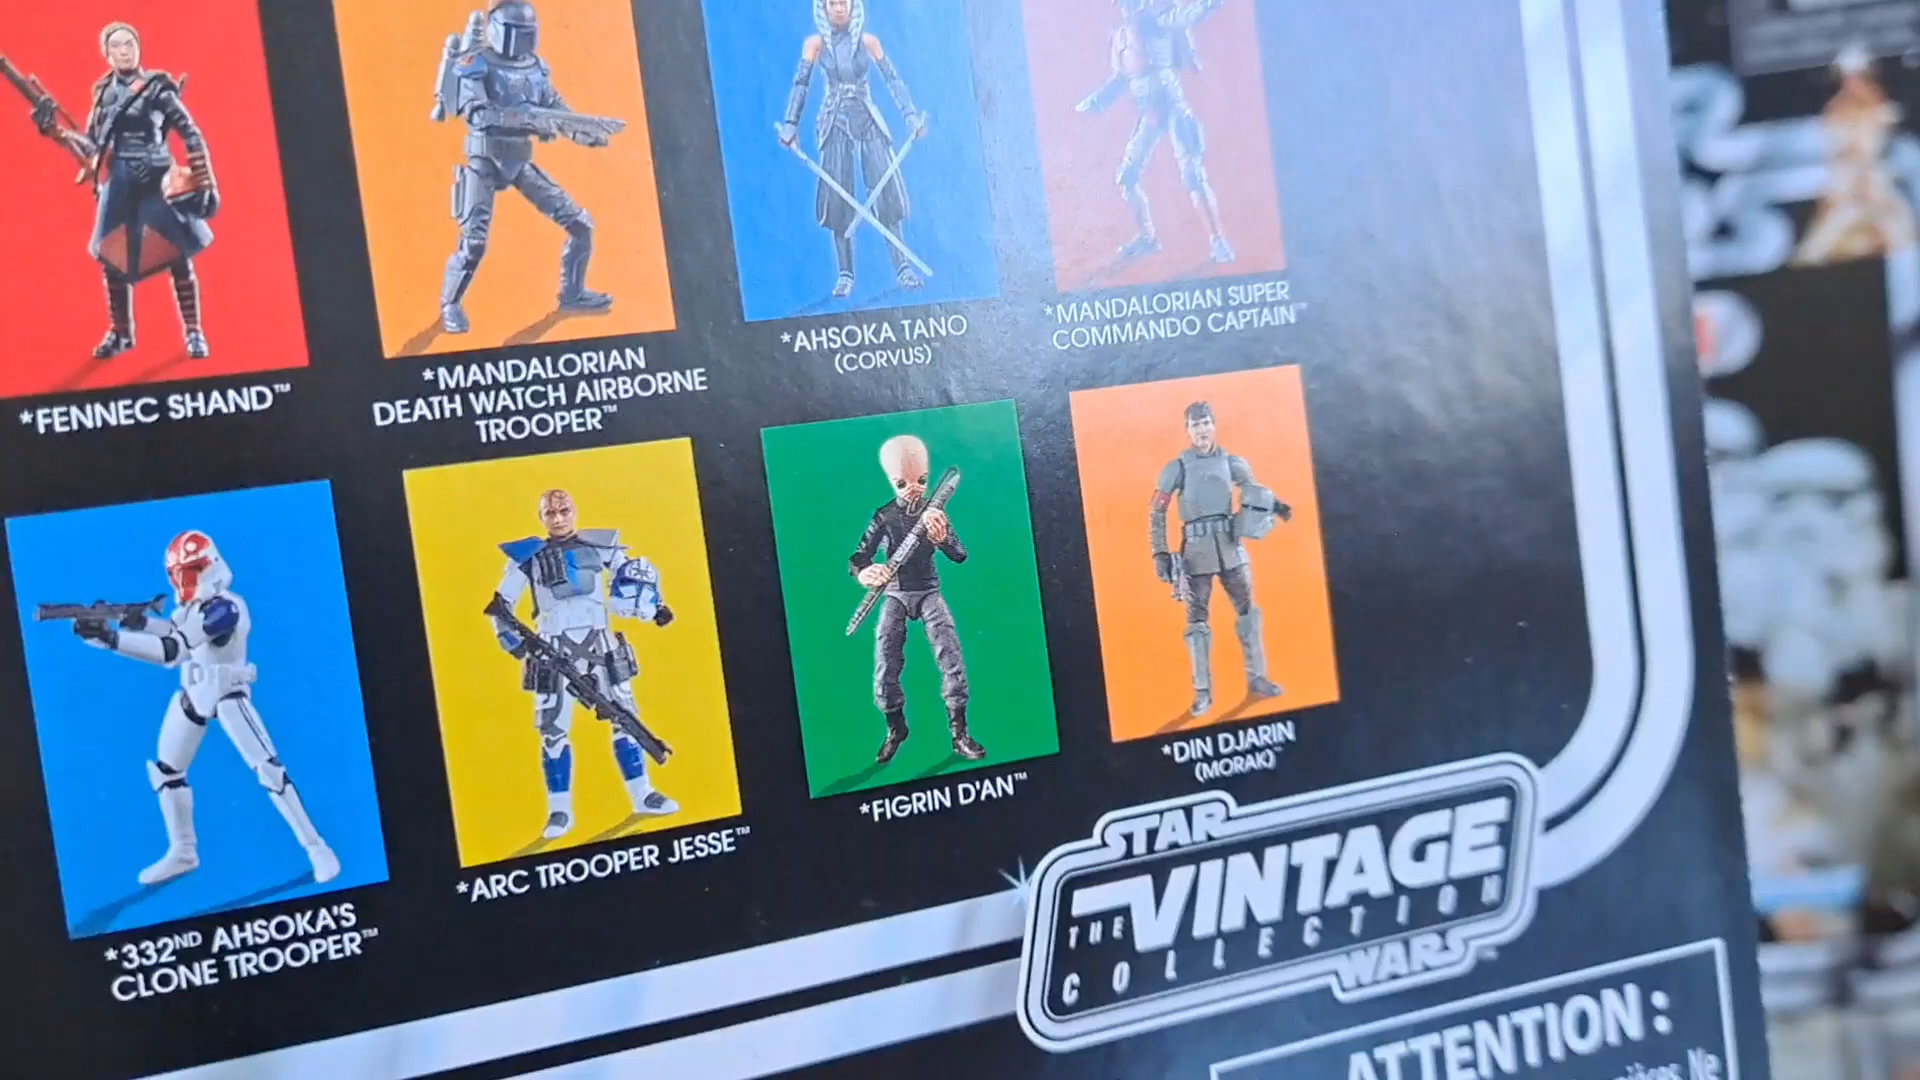 *FENNEC SHAND™
*MANDALORIAN
DEATH WATCH AIRBORNE
TROOPER™
*AHSOKA TANO
(CORVUS)™
*MANDALORIAN SUPER
COMMANDO CAPTAIN™
*332ND AHSOKA'S
CLONE TROOPER™
*ARC TROOPER JESSE™
*FIGRIN D'AN™
*DIN DJARIN
(MORAK)™
STAR
THE VINTAGE
COLLECTION
WARS
ATTENTION :